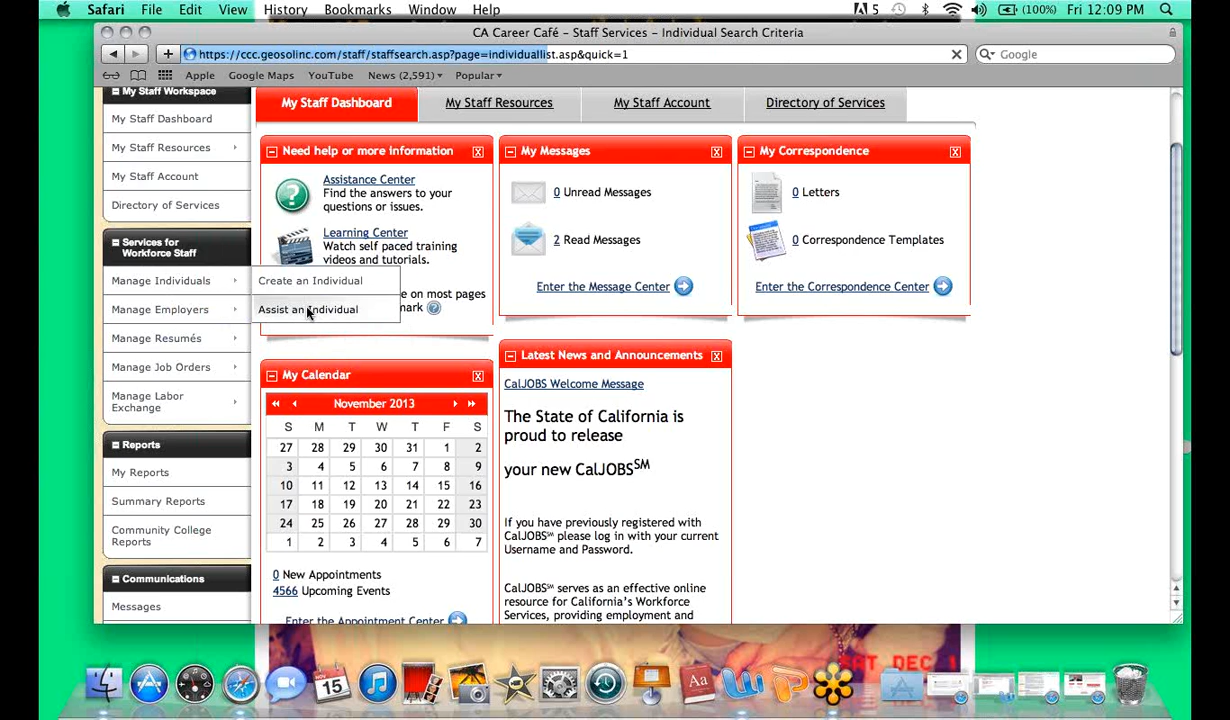 Safari File Edit View History Bookmarks Window Help
5 (100%) Fri 12:09 PM
CA Career Café – Staff Services – Individual Search Criteria
https://ccc.geosolinc.com/staff/staffsearch.asp?page=individuallist.asp&quick=1
Google
Apple Google Maps YouTube News (2,591) Popular
My Staff Workspace
My Staff Dashboard
My Staff Resources
My Staff Account
Directory of Services
Services for
Workforce Staff
Manage Individuals
Manage Employers
Manage Resumés
Manage Job Orders
Manage Labor
Exchange
Reports
My Reports
Summary Reports
Community College
Reports
Communications
Messages
Create an Individual
Assist an Individual
My Staff Dashboard My Staff Resources My Staff Account Directory of Services
Need help or more information
Assistance Center
Find the answers to your
questions or issues.
Learning Center
Watch self paced training
videos and tutorials.
e on most pages
mark ?
My Messages
0 Unread Messages
2 Read Messages
Enter the Message Center
My Correspondence
0 Letters
0 Correspondence Templates
Enter the Correspondence Center
My Calendar
November 2013
S M T W T F S
27 28 29 30 31 1 2
3 4 5 6 7 8 9
10 11 12 13 14 15 16
17 18 19 20 21 22 23
24 25 26 27 28 29 30
1 2 3 4 5 6 7
0 New Appointments
4566 Upcoming Events
Enter the Appointment Center
Latest News and Announcements
CalJOBS Welcome Message
The State of California is
proud to release
your new CalJOBS℠
If you have previously registered with
CalJOBS℠ please log in with your current
Username and Password.
CalJOBS℠ serves as an effective online
resource for California's Workforce
Services, providing employment and
SAT DEC 1
NOV
15
Aa